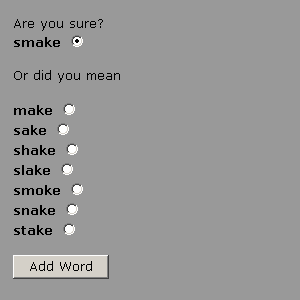 Are you sure?
smake
Or did you mean
make
sake
shake
slake
smoke
snake
stake
Add Word